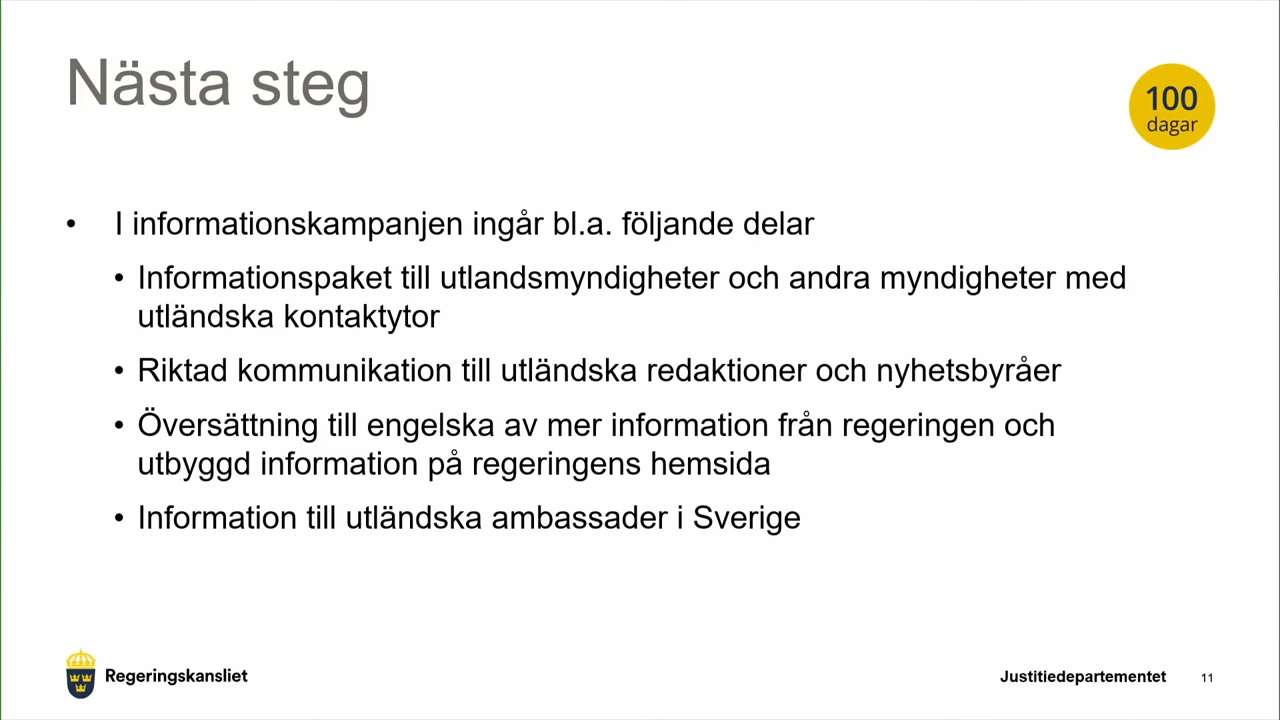 Nästa steg
100
dagar
• I informationskampanjen ingår bl.a. följande delar
• Informationspaket till utlandsmyndigheter och andra myndigheter med
utländska kontaktytor
• Riktad kommunikation till utländska redaktioner och nyhetsbyråer
• Översättning till engelska av mer information från regeringen och
utbyggd information på regeringens hemsida
• Information till utländska ambassader i Sverige
Regeringskansliet
Justitiedepartementet 11